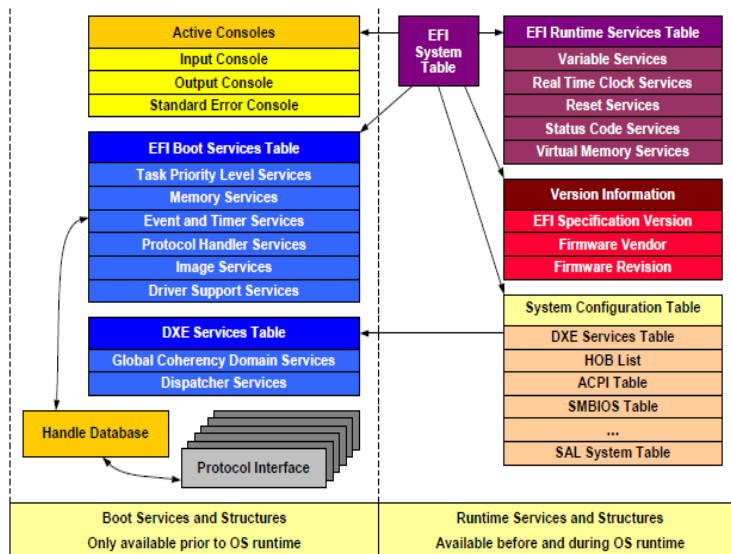 Active Consoles
Input Console
Output Console
Standard Error Console
EFI
System
Table
EFI Runtime Services Table
Variable Services
Real Time Clock Services
Reset Services
Status Code Services
Virtual Memory Services
EFI Boot Services Table
Task Priority Level Services
Memory Services
Event and Timer Services
Protocol Handler Services
Image Services
Driver Support Services
Version Information
EFI Specification Version
Firmware Vendor
Firmware Revision
DXE Services Table
Global Coherency Domain Services
Dispatcher Services
System Configuration Table
DXE Services Table
HOB List
ACPI Table
SMBIOS Table
...
SAL System Table
Handle Database
Protocol Interface
Boot Services and Structures
Only available prior to OS runtime
Runtime Services and Structures
Available before and during OS runtime